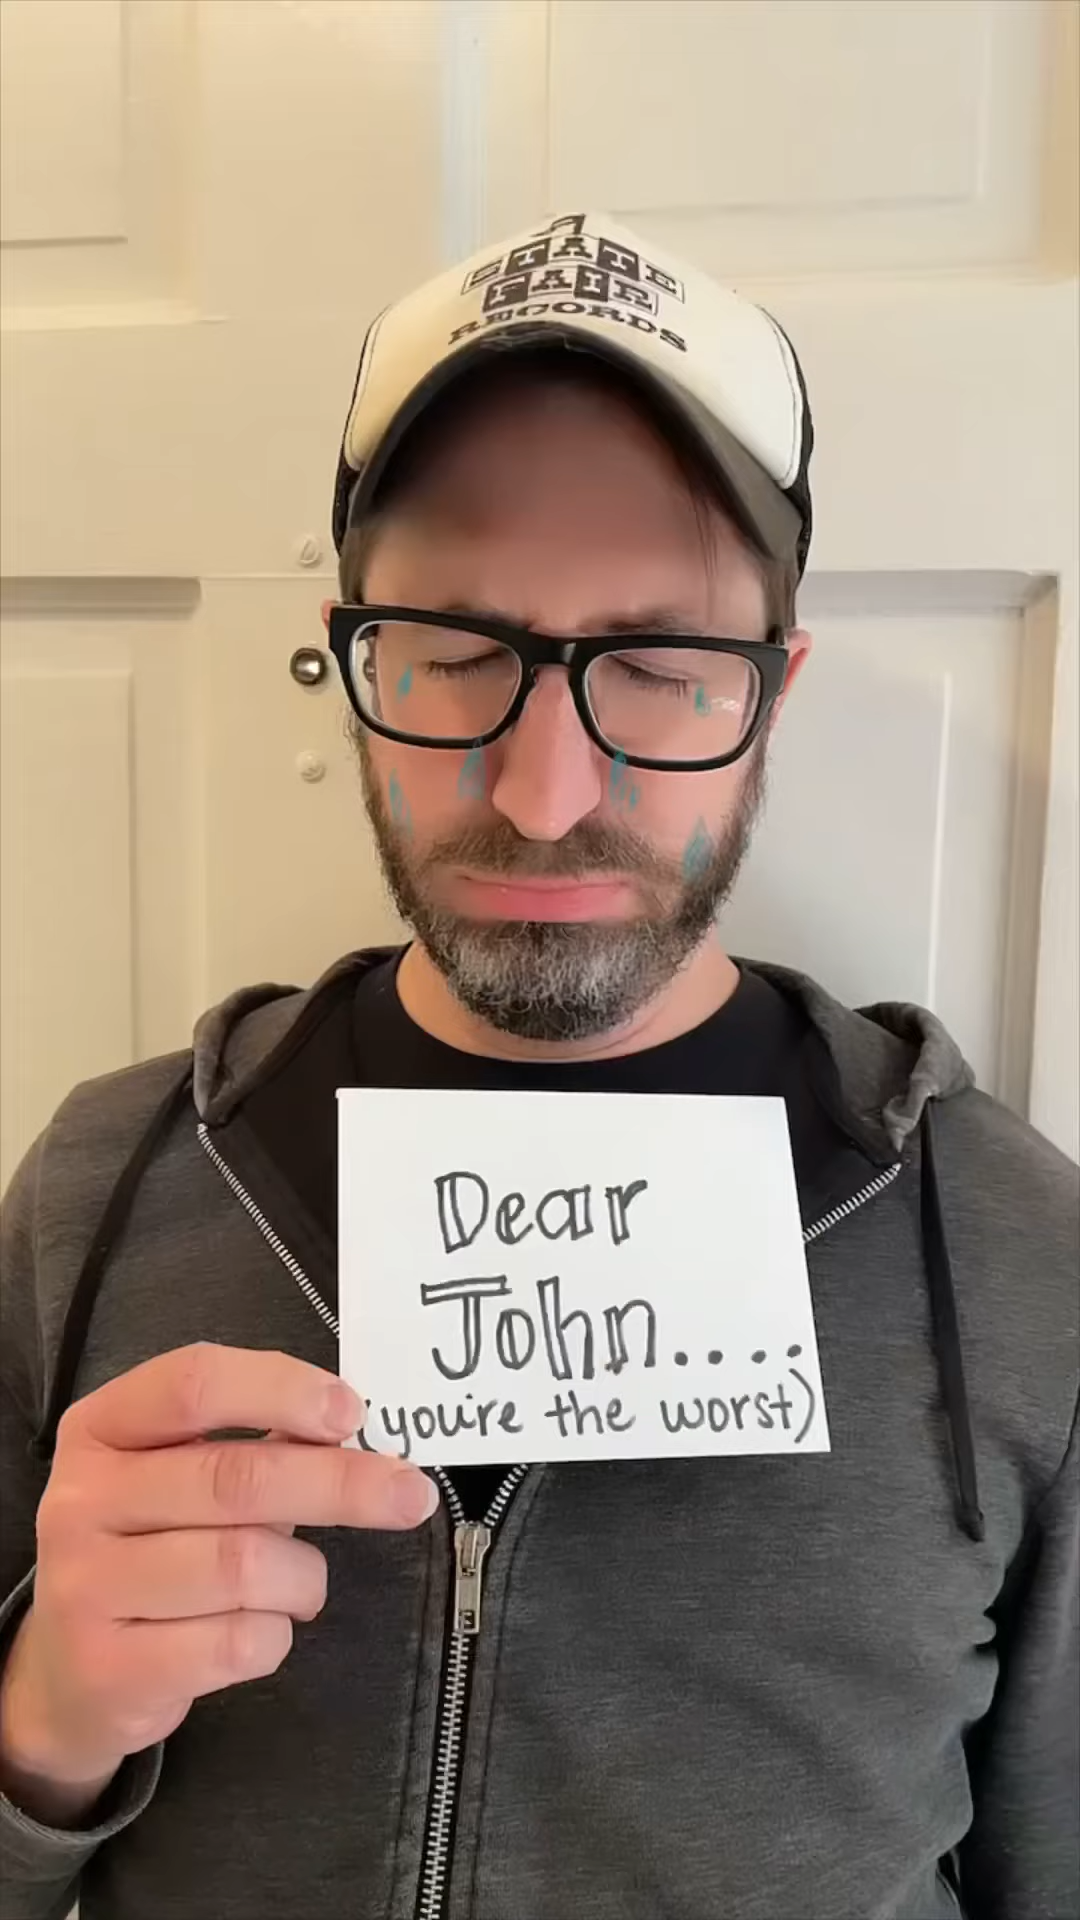 A
STATE
FAIR
RECORDS
Dear
John....
(you're the worst)